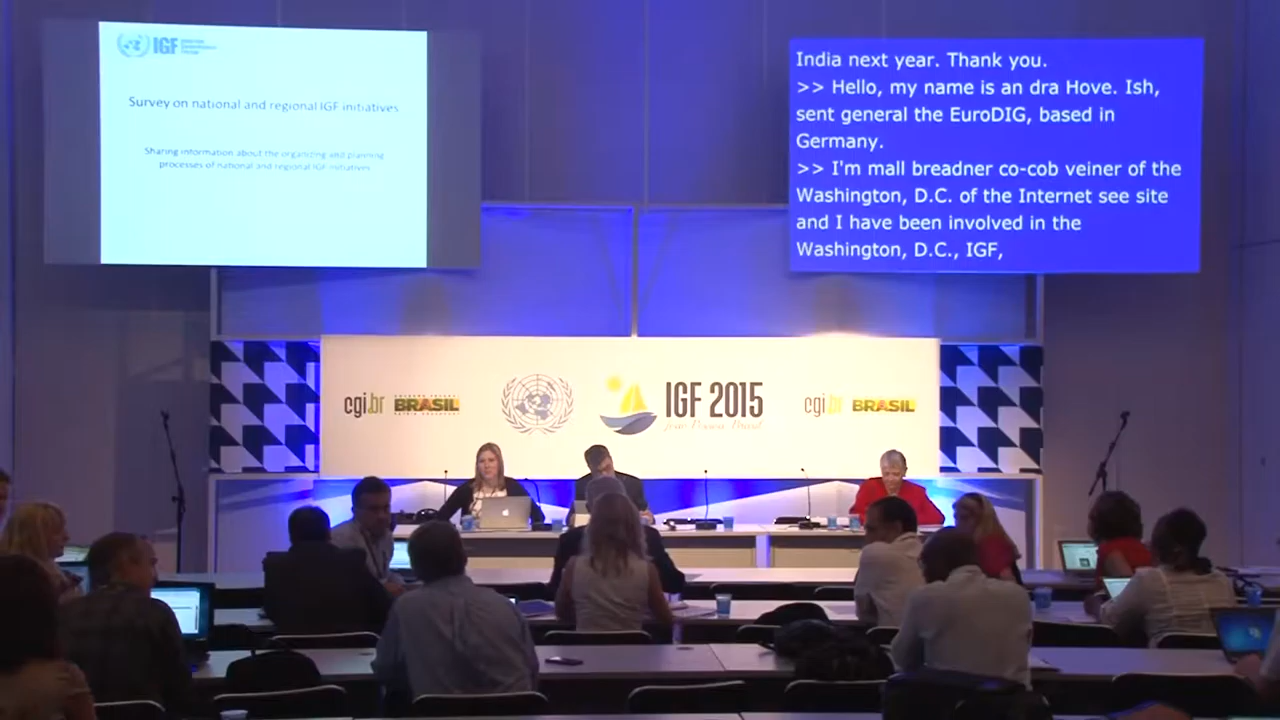 IGF
Survey on national and regional IGF initiatives
Sharing information about the organizing and planning
processes of national and regional IGF initiatives
India next year. Thank you.
>> Hello, my name is an dra Hove. Ish,
sent general the EuroDIG, based in
Germany.
>> I'm mall breadner co-cob veiner of the
Washington, D.C. of the Internet see site
and I have been involved in the
Washington, D.C., IGF,
cgi.br BRASIL
IGF 2015
João Pessoa, Brazil
cgi.br BRASIL